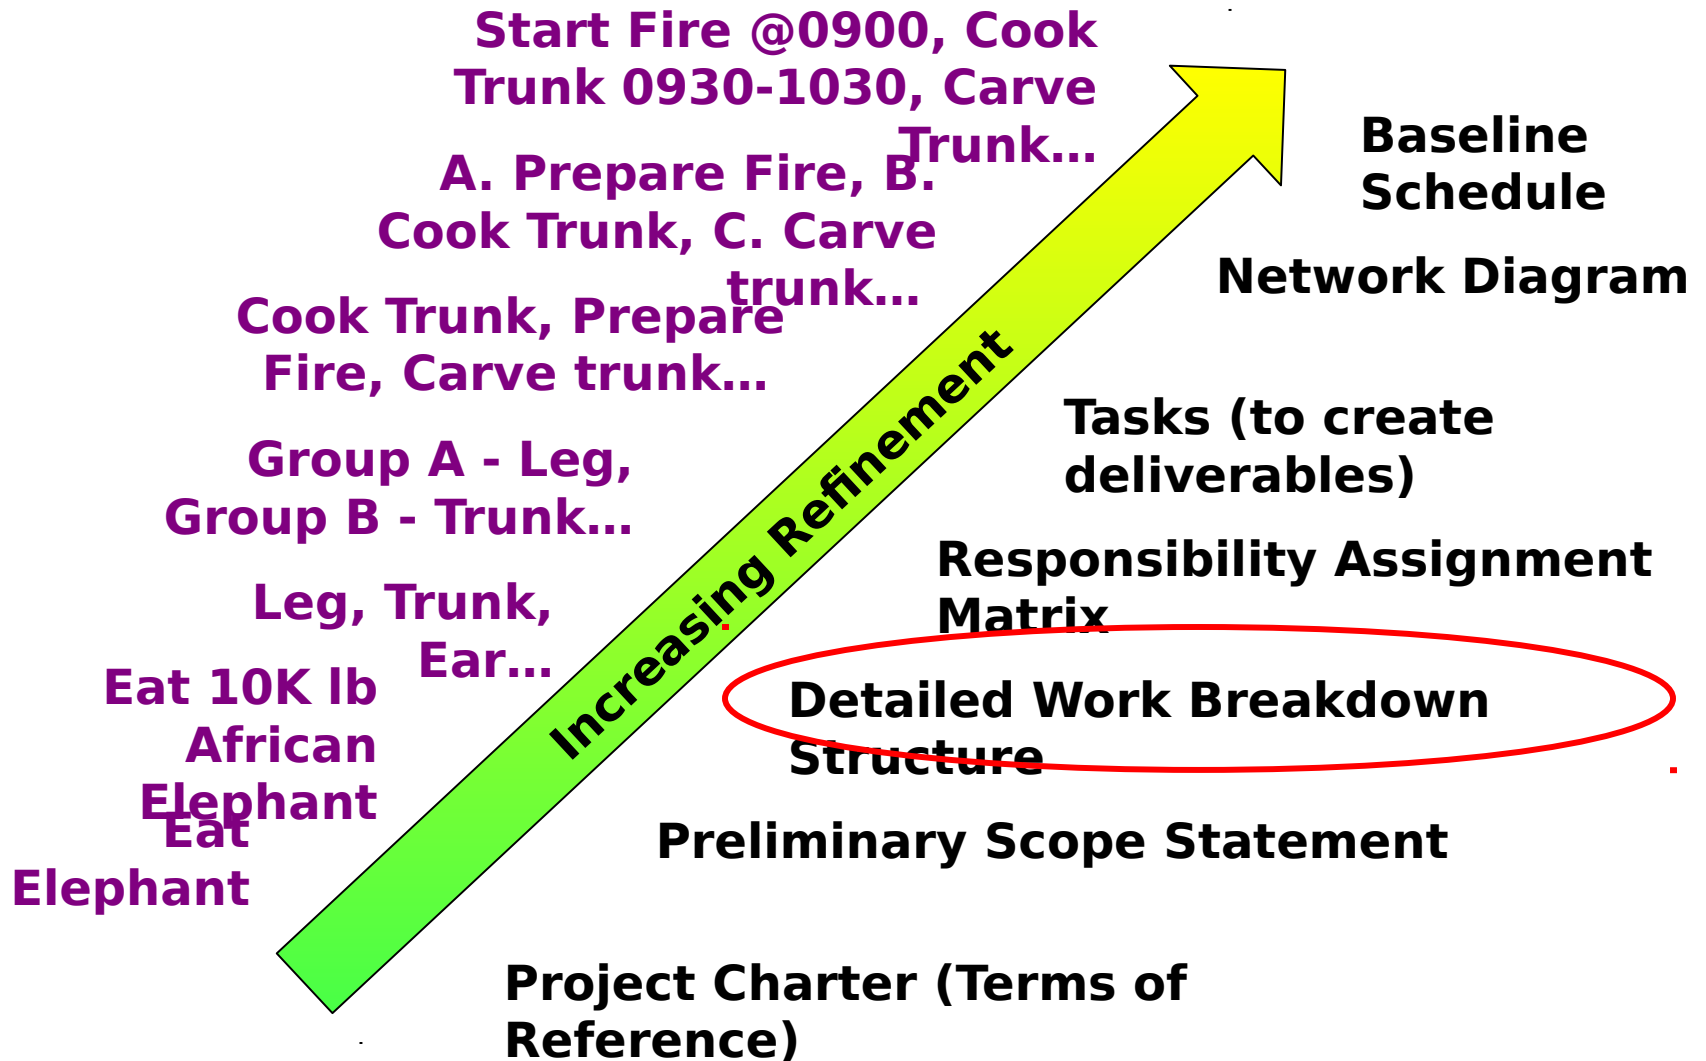 Start Fire @0900, Cook
Trunk 0930-1030, Carve
Trunk...
A. Prepare Fire, B.
Cook Trunk, C. Carve
trunk...
Cook Trunk, Prepare
Fire, Carve trunk...
Group A - Leg,
Group B - Trunk...
Leg, Trunk,
Ear...
Eat 10K lb
African
Elephant
Eat
Elephant
Increasing Refinement
Baseline
Schedule
Network Diagram
Tasks (to create
deliverables)
Responsibility Assignment
Matrix
Detailed Work Breakdown
Structure
Preliminary Scope Statement
Project Charter (Terms of
Reference)